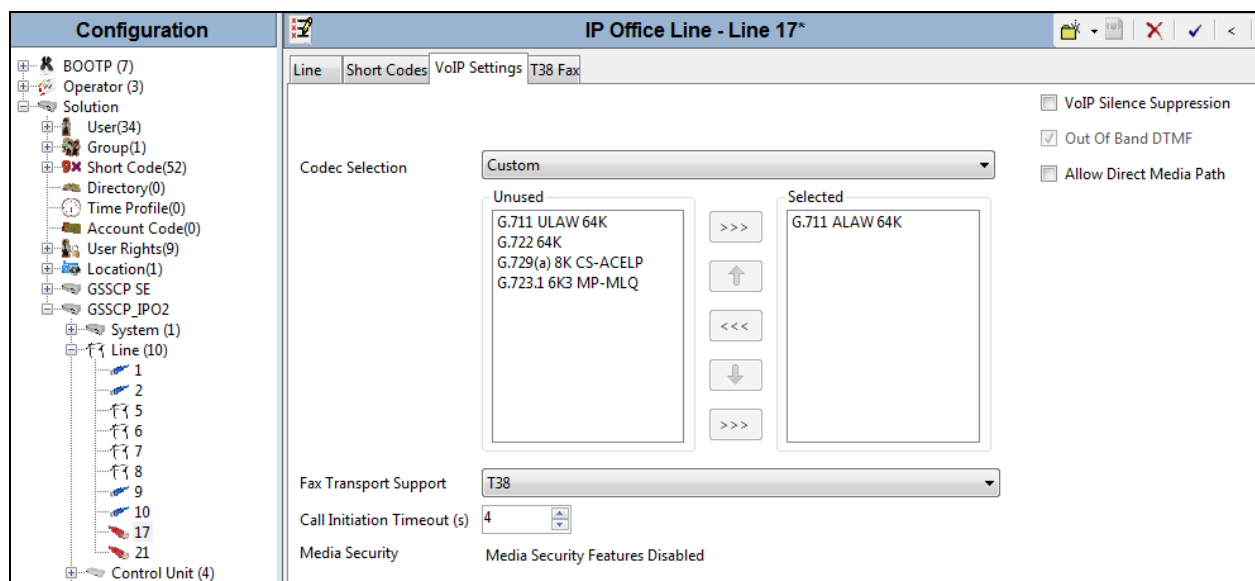 Configuration
BOOTP (7)
Operator (3)
Solution
User(34)
Group(1)
Short Code(52)
Directory(0)
Time Profile(0)
Account Code(0)
User Rights(9)
Location(1)
GSSCP SE
GSSCP_IPO2
System (1)
Line (10)
1
2
5
6
7
8
9
10
17
21
Control Unit (4)
IP Office Line - Line 17*
Line Short Codes VoIP Settings T38 Fax
VoIP Silence Suppression
Out Of Band DTMF
Allow Direct Media Path
Codec Selection Custom
Unused
G.711 ULAW 64K
G.722 64K
G.729(a) 8K CS-ACELP
G.723.1 6K3 MP-MLQ
>>>
<<<
>>>
Selected
G.711 ALAW 64K
Fax Transport Support T38
Call Initiation Timeout (s) 4
Media Security Media Security Features Disabled